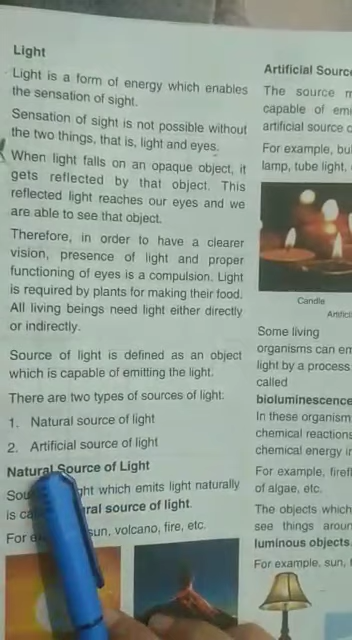 Light
Light is a form of energy which enables
the sensation of sight.
Sensation of sight is not possible without
the two things, that is, light and eyes.
When light falls on an opaque object, it
gets reflected by that object. This
reflected light reaches our eyes and we
are able to see that object.
Therefore, in order to have a clearer
vision, presence of light and proper
functioning of eyes is a compulsion. Light
is required by plants for making their food.
All living beings need light either directly
or indirectly.
Source of light is defined as an object
which is capable of emitting the light.
There are two types of sources of light:
1. Natural source of light
2. Artificial source of light
Natural Source of Light
which emits light naturally
is source of light.
For sun, volcano, fire, etc.
Artificial
The source
capable of
artificial source
For example,
lamp, tube light,
Candle
Some living
organisms can
light by a process
called
bioluminescence
In these
chemical reactions
chemical energy
For example,
of algae, etc.
The objects which
see things
luminous objects
For example, sun,